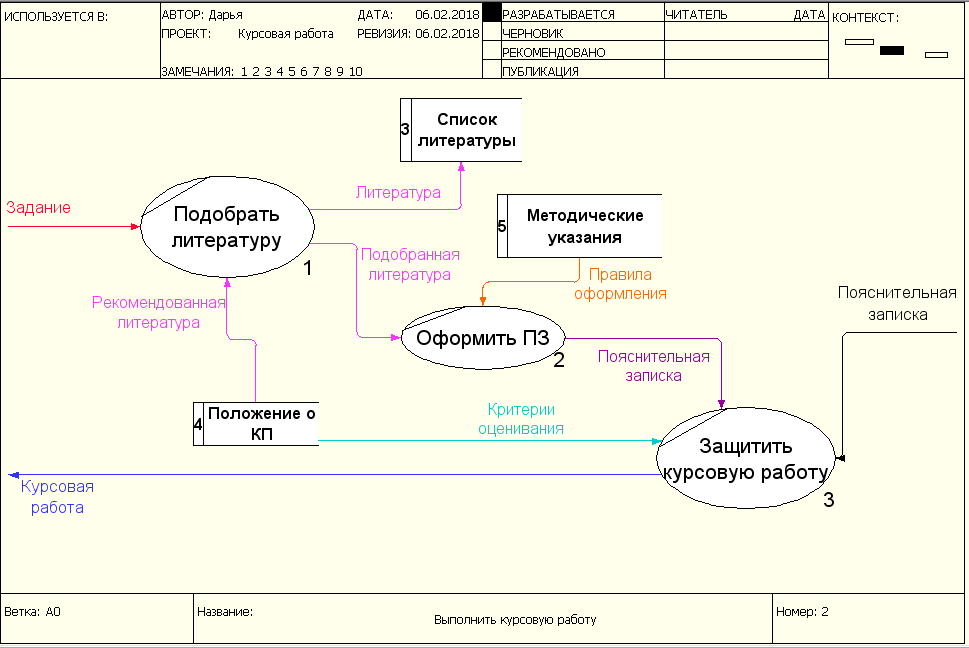 ИСПОЛЬЗУЕТСЯ В:
АВТОР: Дарья
ДАТА: 06.02.2018
ПРОЕКТ: Курсовая работа
РЕВИЗИЯ: 06.02.2018
ЗАМЕЧАНИЯ: 1 2 3 4 5 6 7 8 9 10
РАЗРАБАТЫВАЕТСЯ
ЧЕРНОВИК
РЕКОМЕНДОВАНО
ПУБЛИКАЦИЯ
ЧИТАТЕЛЬ
ДАТА
КОНТЕКСТ:
3
Список
литературы
Литература
Задание
Подобрать
литературу
1
5
Методические
указания
Подобранная
литература
Правила
оформления
Рекомендованная
литература
Пояснительная
записка
Оформить ПЗ
2
Пояснительная
записка
4
Положение о
КП
Критерии
оценивания
Защитить
курсовую работу
3
Курсовая
работа
Ветка: A0
Название:
Выполнить курсовую работу
Номер: 2